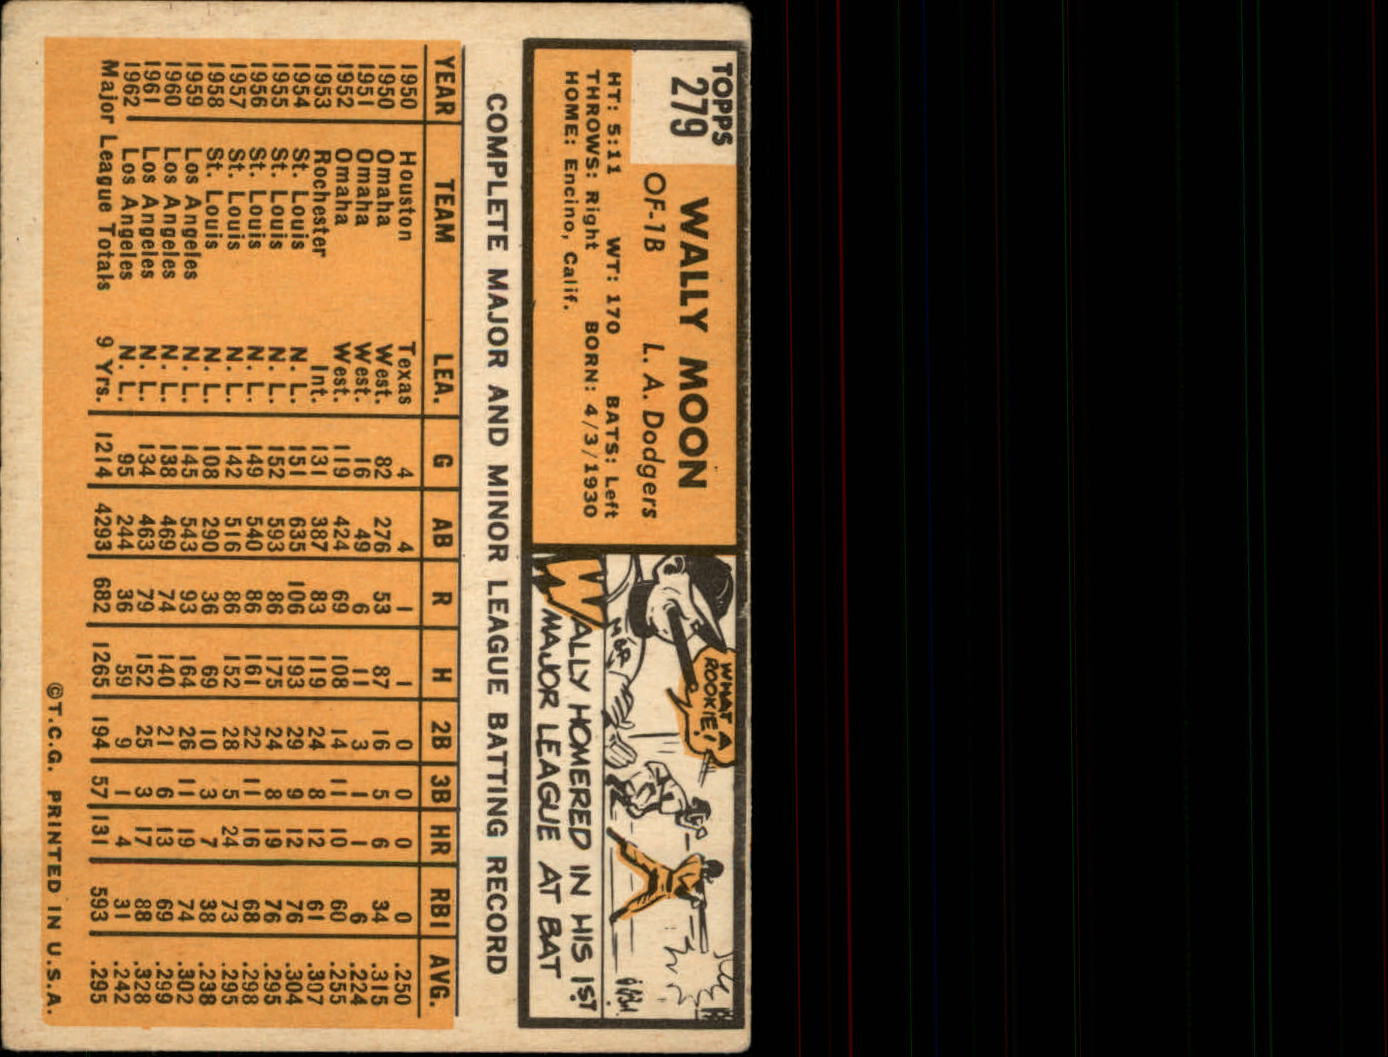 TOPPS
279
WALLY MOON
OF-1B L. A. Dodgers
HT: 5:11 WT: 170 BATS: Left
THROWS: Right BORN: 4/3/1930
HOME: Encino, Calif.
WHAT A
ROOKIE!
WALLY HOMERED IN HIS 1ST
MAJOR LEAGUE AT BAT
COMPLETE MAJOR AND MINOR LEAGUE BATTING RECORD
YEAR TEAM LEA. G AB R H 2B 3B HR RBI AVG.
1950 Houston Texas 4 4 1 1 0 0 0 0 .250
1950 Omaha West. 82 276 53 87 16 5 6 34 .315
1951 Omaha West. 16 49 6 11 3 1 1 6 .224
1952 Omaha West. 119 424 69 108 14 11 10 60 .255
1953 Rochester Int. 131 387 83 119 24 8 12 61 .307
1954 St. Louis N. L. 151 635 106 193 29 9 12 76 .304
1955 St. Louis N. L. 152 593 86 175 24 8 19 76 .295
1956 St. Louis N. L. 149 540 86 161 22 11 16 68 .298
1957 St. Louis N. L. 142 516 86 152 28 5 24 73 .295
1958 St. Louis N. L. 108 290 36 69 10 3 7 38 .238
1959 Los Angeles N. L. 145 543 93 164 26 11 19 74 .302
1960 Los Angeles N. L. 138 469 74 140 21 6 13 69 .299
1961 Los Angeles N. L. 134 463 79 152 25 3 17 88 .328
1962 Los Angeles N. L. 95 244 36 59 9 1 4 31 .242
Major League Totals 9 Yrs. 1214 4293 682 1265 194 57 131 593 .295
©T.C.G. PRINTED IN U.S.A.